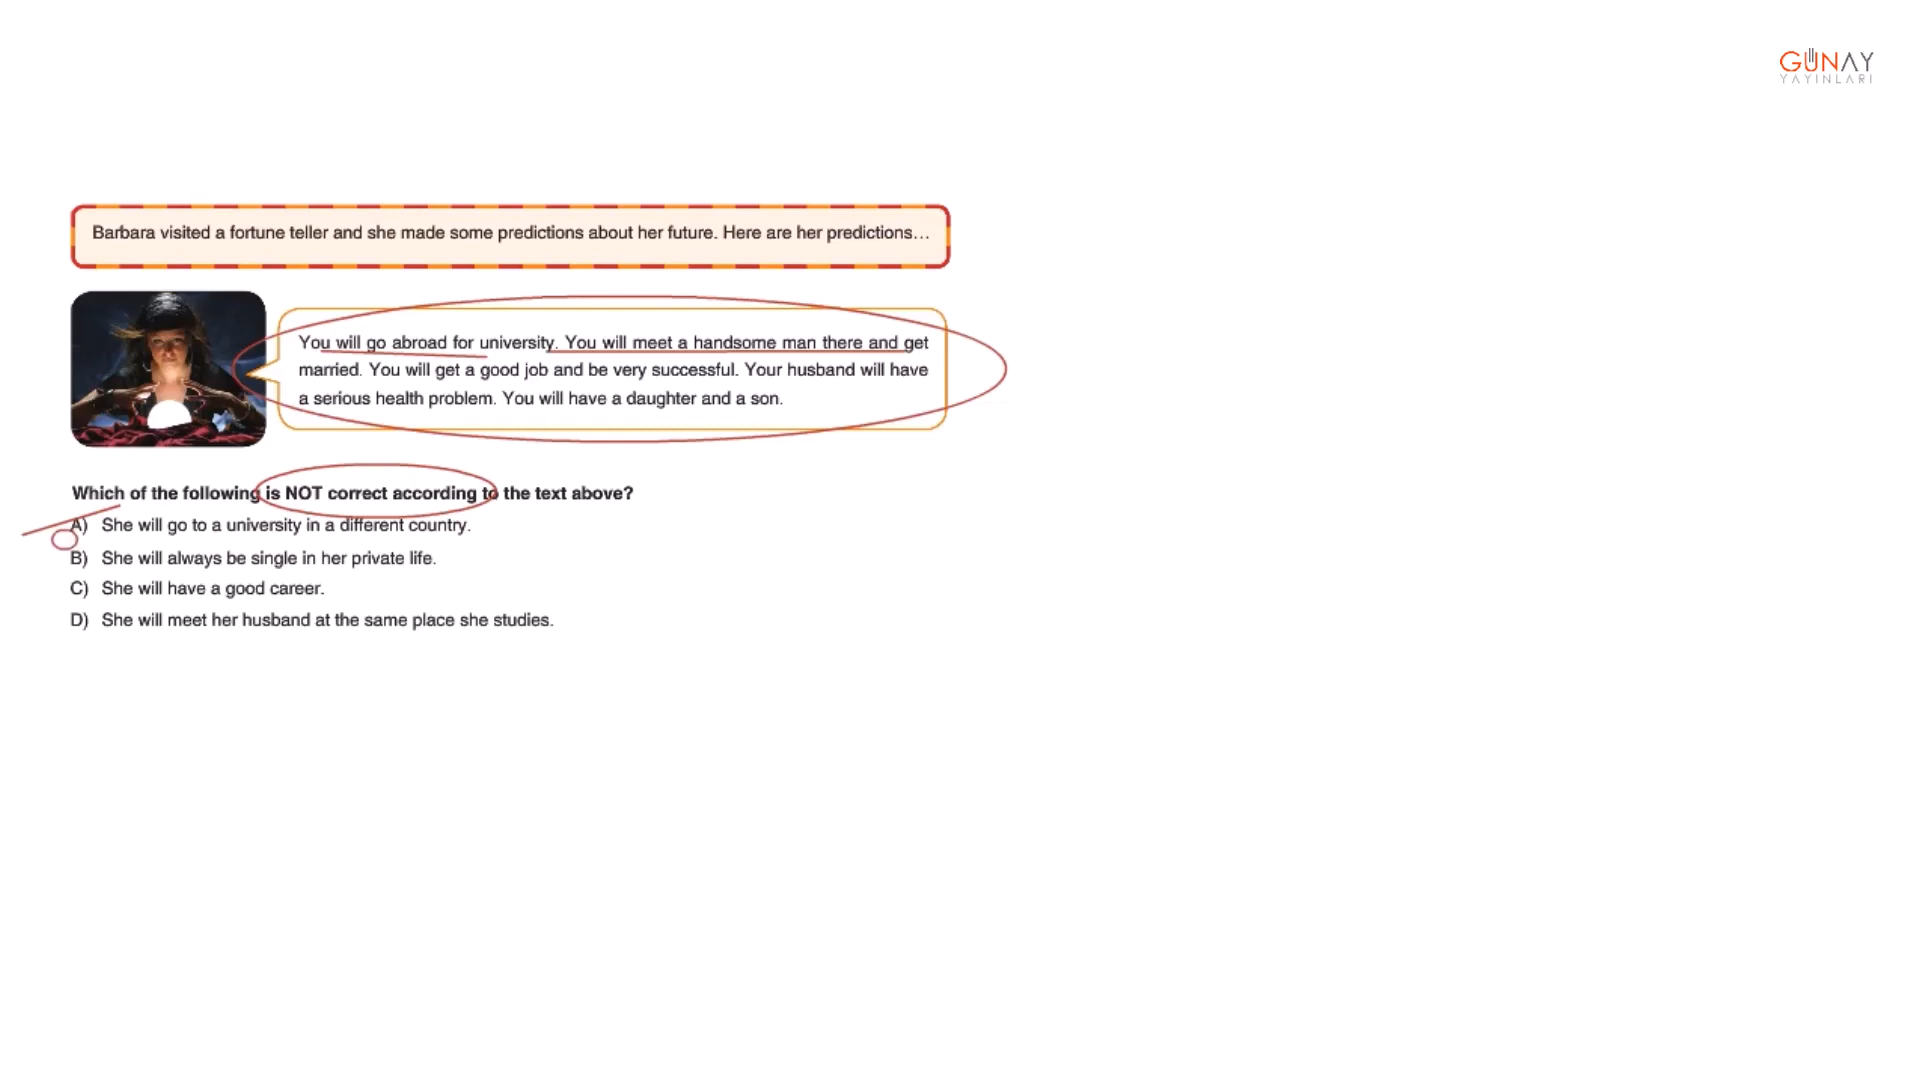 GÜNAY
YAYINLARI
Barbara visited a fortune teller and she made some predictions about her future. Here are her predictions...
You will go abroad for university. You will meet a handsome man there and get
married. You will get a good job and be very successful. Your husband will have
a serious health problem. You will have a daughter and a son.
Which of the following is NOT correct according to the text above?
A) She will go to a university in a different country.
B) She will always be single in her private life.
C) She will have a good career.
D) She will meet her husband at the same place she studies.